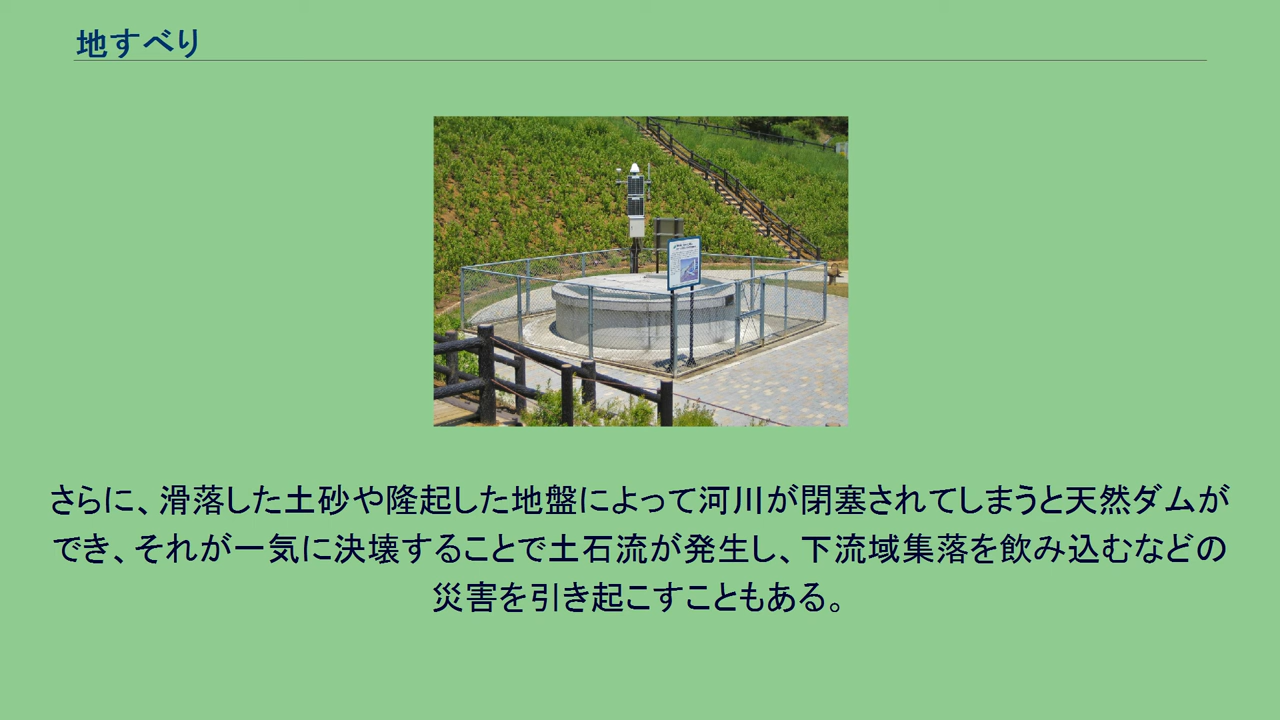 地すべり
さらに、滑落した土砂や隆起した地盤によって河川が閉塞されてしまうと天然ダムが
でき、それが一気に決壊することで土石流が発生し、下流域集落を飲み込むなどの
災害を引き起こすこともある。